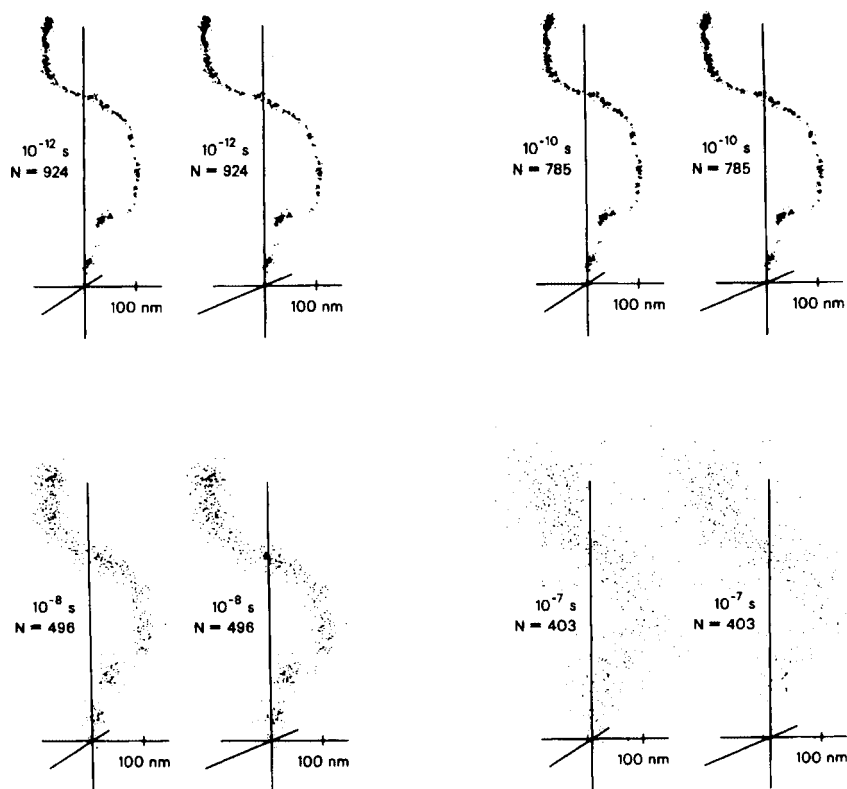 10⁻¹² s
N = 924
100 nm
10⁻¹² s
N = 924
100 nm
10⁻¹⁰ s
N = 785
100 nm
10⁻¹⁰ s
N = 785
100 nm
10⁻⁸ s
N = 496
100 nm
10⁻⁸ s
N = 496
100 nm
10⁻⁷ s
N = 403
100 nm
10⁻⁷ s
N = 403
100 nm